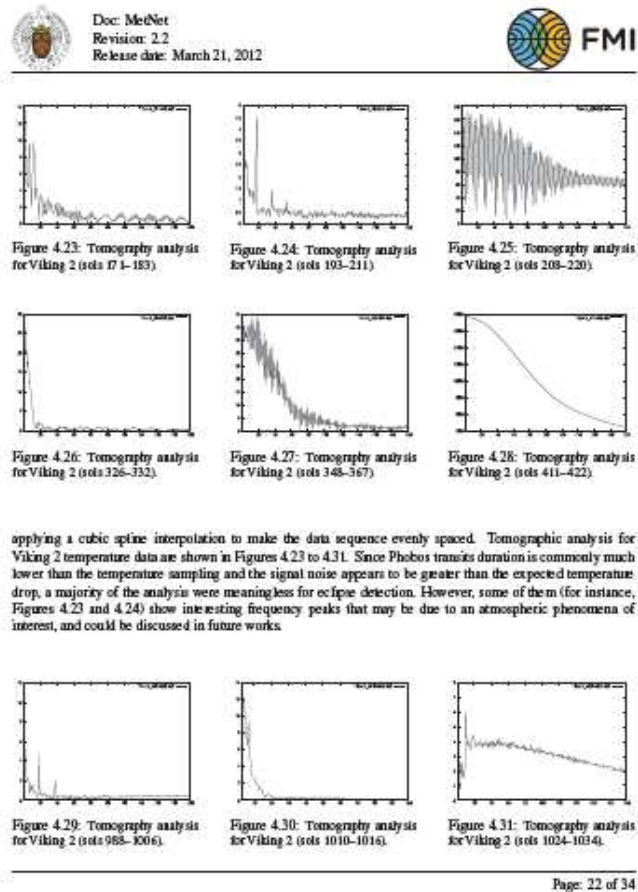 Doc: MetNet
Revision: 2.2
Release date: March 21, 2012
FMI
Figure 4.23: Tomography analysis
for Viking 2 (sols 171–183).
Figure 4.24: Tomography analysis
for Viking 2 (sols 193–211).
Figure 4.25: Tomography analysis
for Viking 2 (sols 208–220).
Figure 4.26: Tomography analysis
for Viking 2 (sols 326–332).
Figure 4.27: Tomography analysis
for Viking 2 (sols 348–367).
Figure 4.28: Tomography analysis
for Viking 2 (sols 411–422).
applying a cubic spline interpolation to make the data sequence evenly spaced. Tomographic analysis for
Viking 2 temperature data are shown in Figures 4.23 to 4.31. Since Phobos transits duration is commonly much
lower than the temperature sampling and the signal noise appears to be greater than the expected temperature
drop, a majority of the analysis were meaningless for eclipse detection. However, some of them (for instance,
Figures 4.23 and 4.24) show interesting frequency peaks that may be due to an atmospheric phenomena of
interest, and could be discussed in future works.
Figure 4.29: Tomography analysis
for Viking 2 (sols 988–1006).
Figure 4.30: Tomography analysis
for Viking 2 (sols 1010–1016).
Figure 4.31: Tomography analysis
for Viking 2 (sols 1024–1034).
Page: 22 of 34